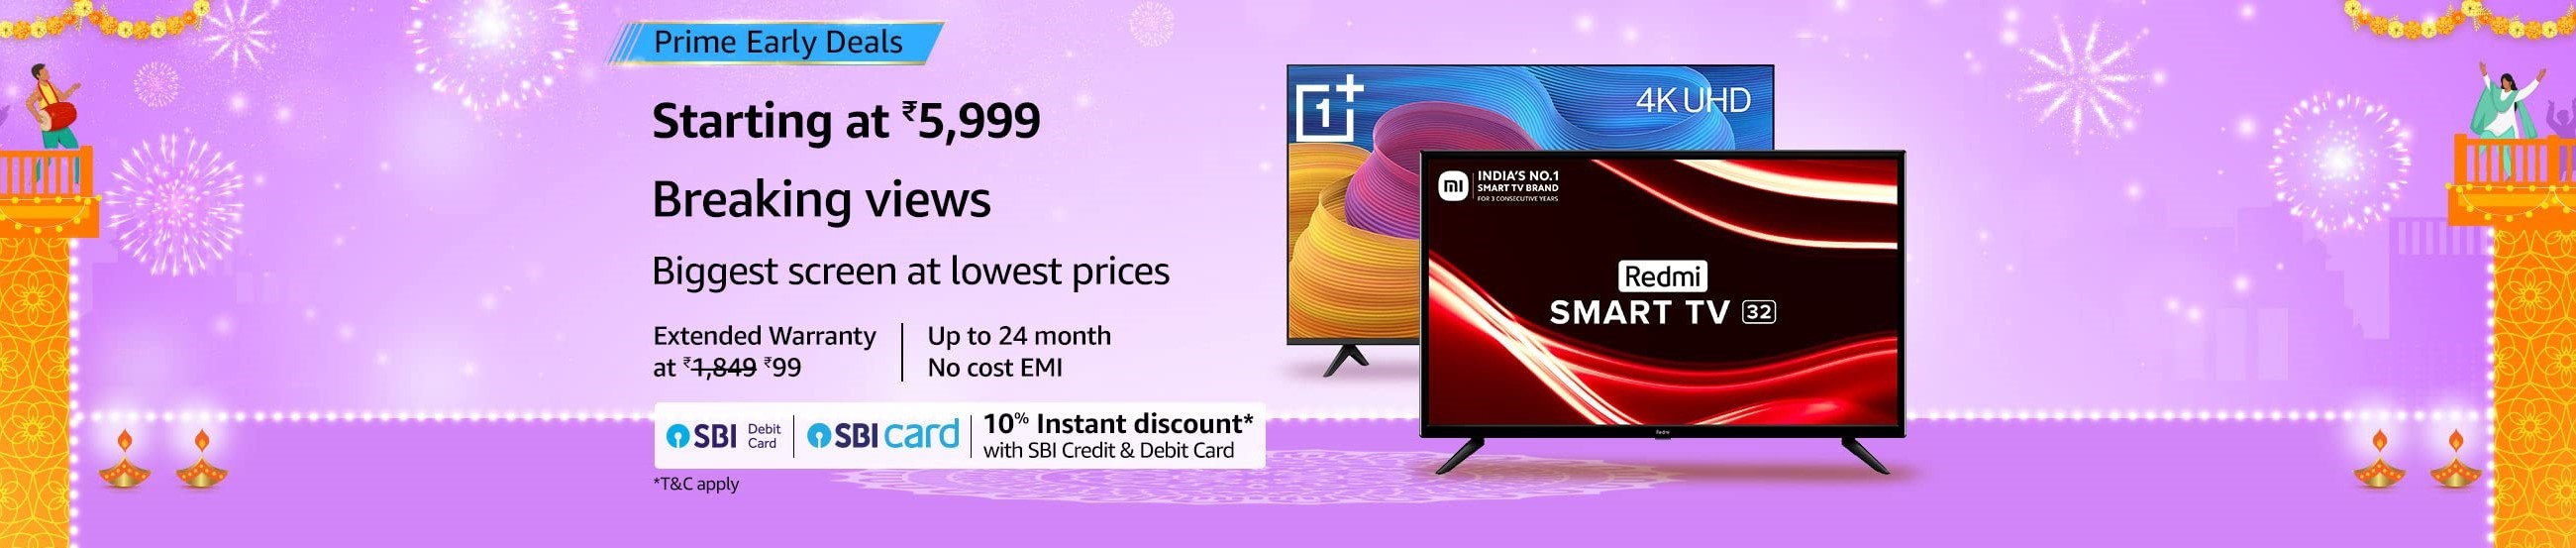 Prime Early Deals
Starting at ₹5,999
Breaking views
Biggest screen at lowest prices
Extended Warranty
at ₹1,849 ₹99
Up to 24 month
No cost EMI
SBI Debit
Card
SBI card
10% Instant discount*
with SBI Credit & Debit Card
*T&C apply
1+
4K UHD
mi
INDIA'S NO.1
SMART TV BRAND
FOR 3 CONSECUTIVE YEARS
Redmi
SMART TV 32
Redmi